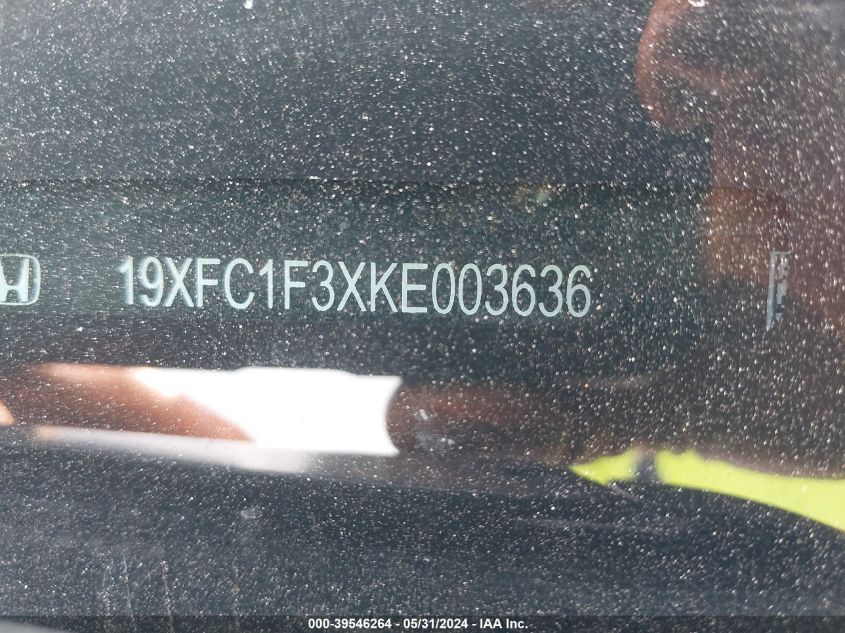 19XFC1F3XKE003636
000-39546264 - 05/31/2024 - IAA Inc.